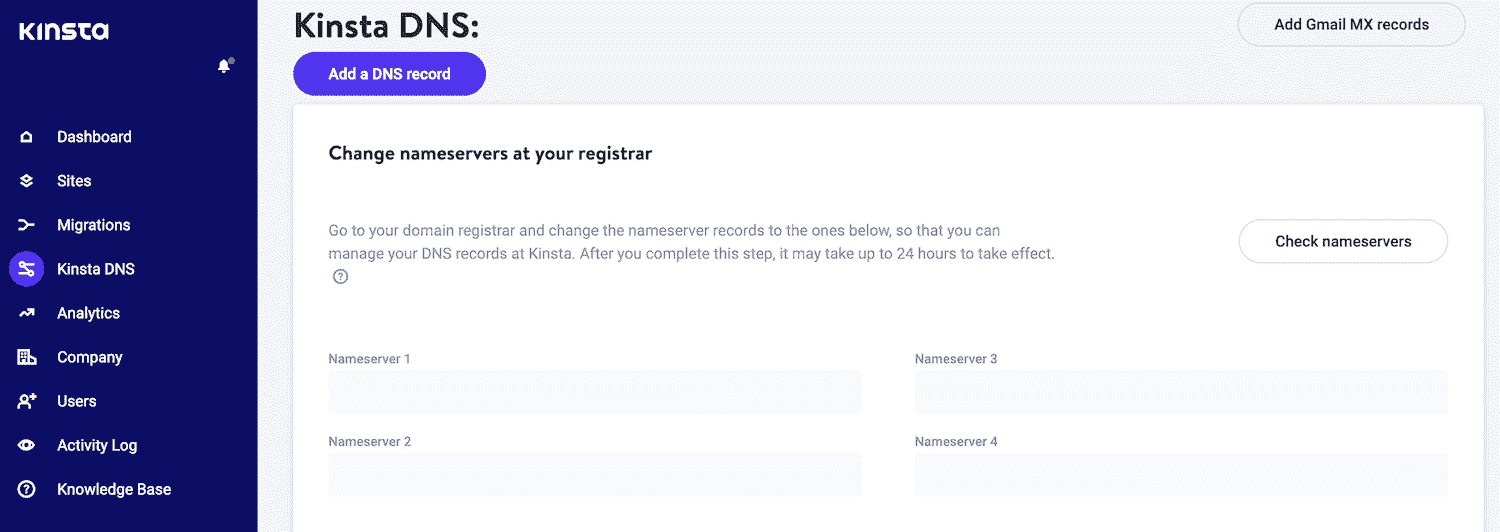 Kinsta
Dashboard
Sites
Migrations
Kinsta DNS
Analytics
Company
Users
Activity Log
Knowledge Base
Kinsta DNS:
Add Gmail MX records
Add a DNS record
Change nameservers at your registrar
Go to your domain registrar and change the nameserver records to the ones below, so that you can
manage your DNS records at Kinsta. After you complete this step, it may take up to 24 hours to take effect.
?
Check nameservers
Nameserver 1
Nameserver 3
Nameserver 2
Nameserver 4